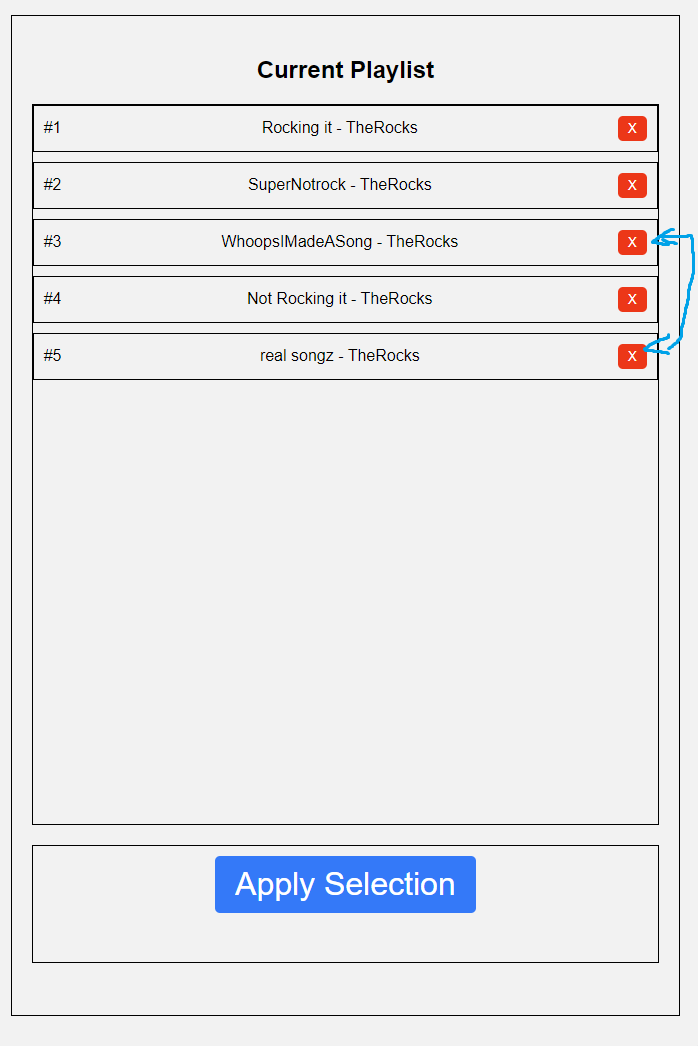 Current Playlist
#1 Rocking it - TheRocks X
#2 SuperNotrock - TheRocks X
#3 WhoopsIMadeASong - TheRocks X
#4 Not Rocking it - TheRocks X
#5 real songz - TheRocks X
Apply Selection